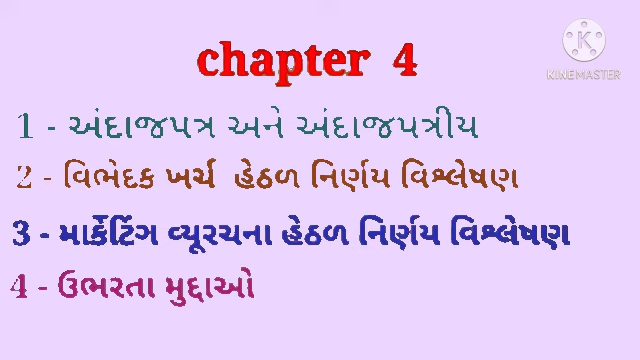 chapter 4
KINEMASTER
1 - અંદાજપત્ર અને અંદાજપત્રીય
2 - વિભેદક ખર્ચ હેઠળ નિર્ણય વિશ્લેષણ
3 - માર્કેટિંગ વ્યૂરચના હેઠળ નિર્ણય વિશ્લેષણ
4 - ઉભરતા મુદ્દાઓ